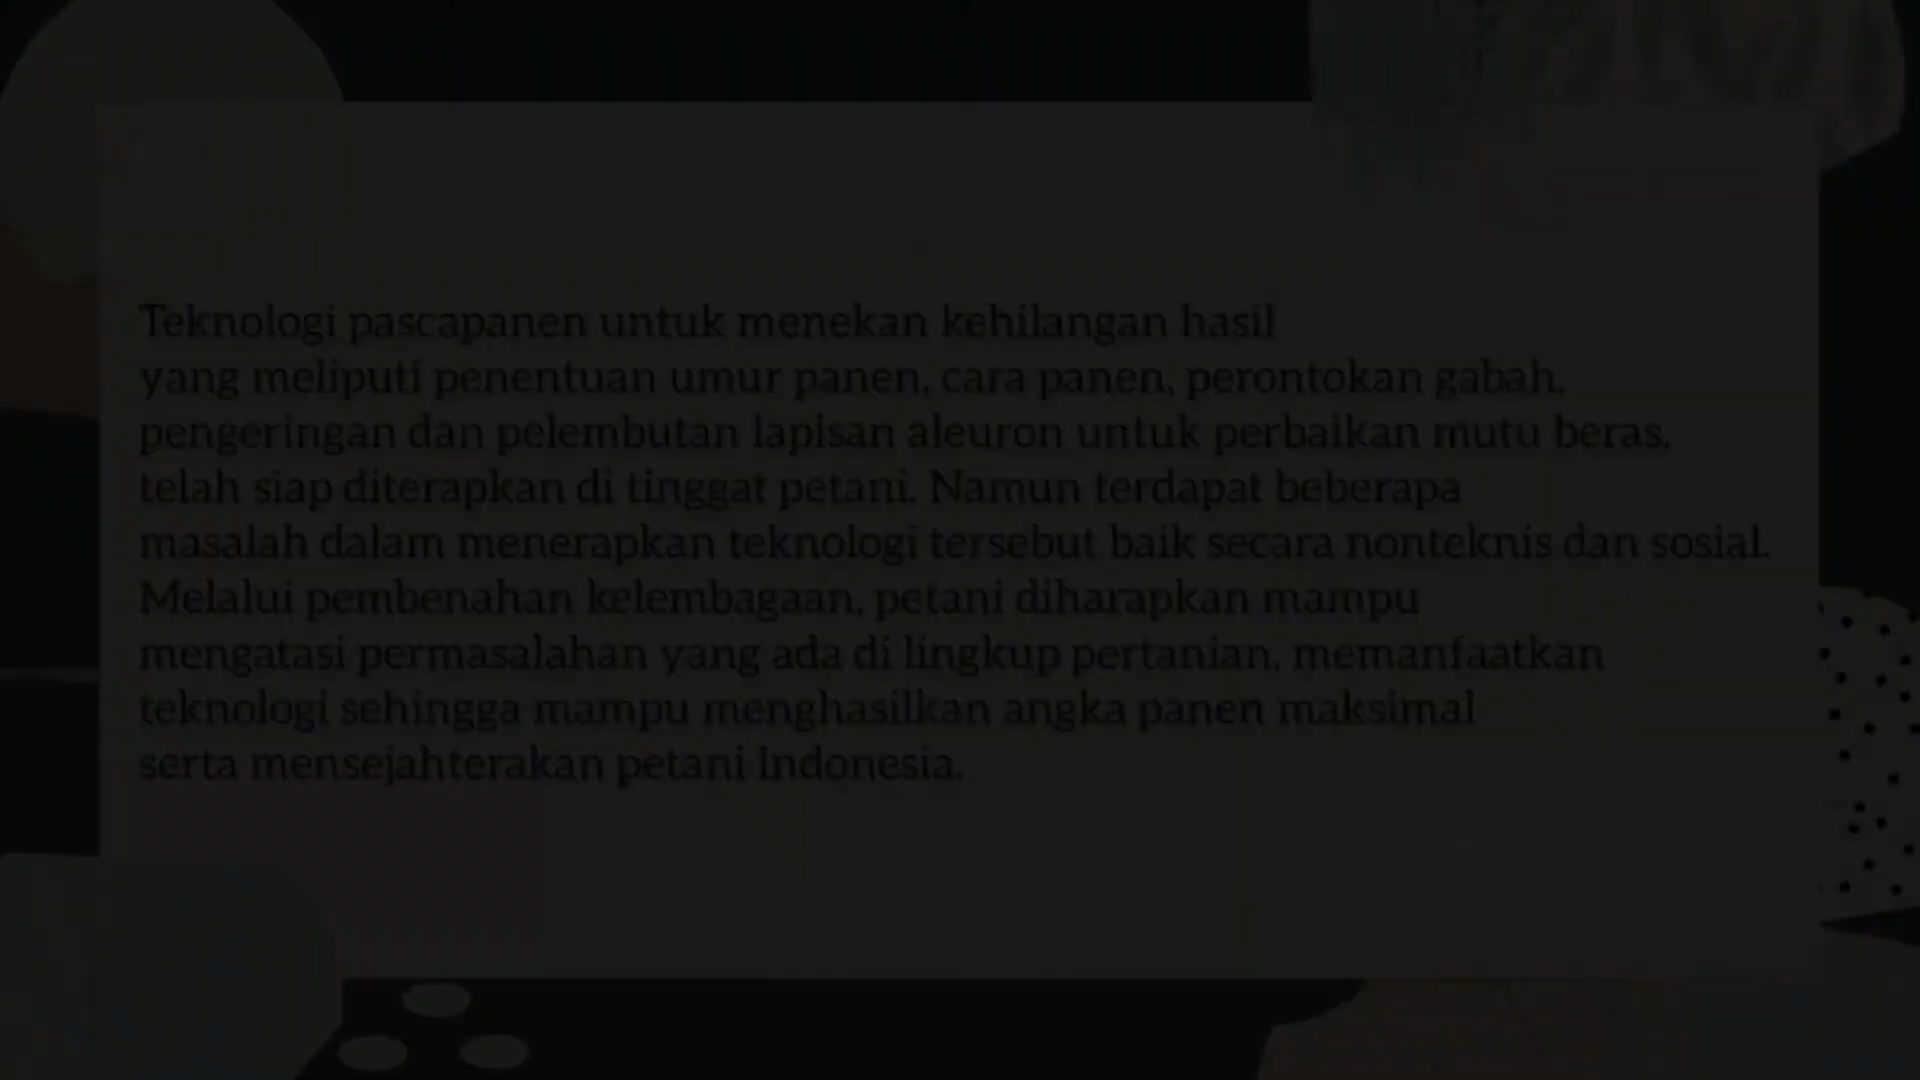 Teknologi pascapanen untuk menekan kehilangan hasil
yang meliputi penentuan umur panen, cara panen, perontokan gabah,
pengeringan dan pelembutan lapisan aleuron untuk perbaikan mutu beras,
telah siap diterapkan di tinggat petani. Namun terdapat beberapa
masalah dalam menerapkan teknologi tersebut baik secara nonteknis dan sosial.
Melalui pembenahan kelembagaan, petani diharapkan mampu
mengatasi permasalahan yang ada di lingkup pertanian, memanfaatkan
teknologi sehingga mampu menghasilkan angka panen maksimal
serta mensejahterakan petani Indonesia.